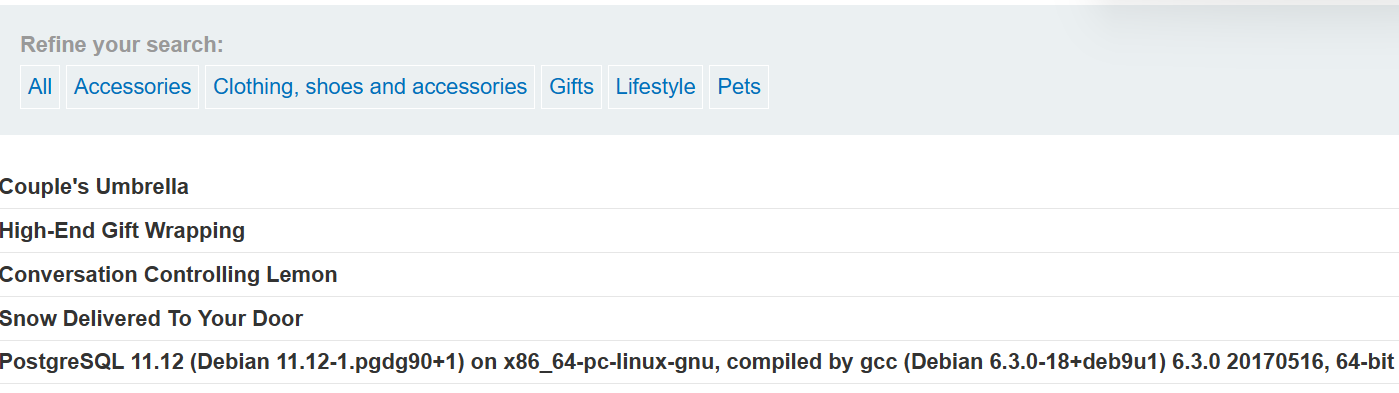 Refine your search:
All Accessories Clothing, shoes and accessories Gifts Lifestyle Pets
Couple's Umbrella
High-End Gift Wrapping
Conversation Controlling Lemon
Snow Delivered To Your Door
PostgreSQL 11.12 (Debian 11.12-1.pgdg90+1) on x86_64-pc-linux-gnu, compiled by gcc (Debian 6.3.0-18+deb9u1) 6.3.0 20170516, 64-bit